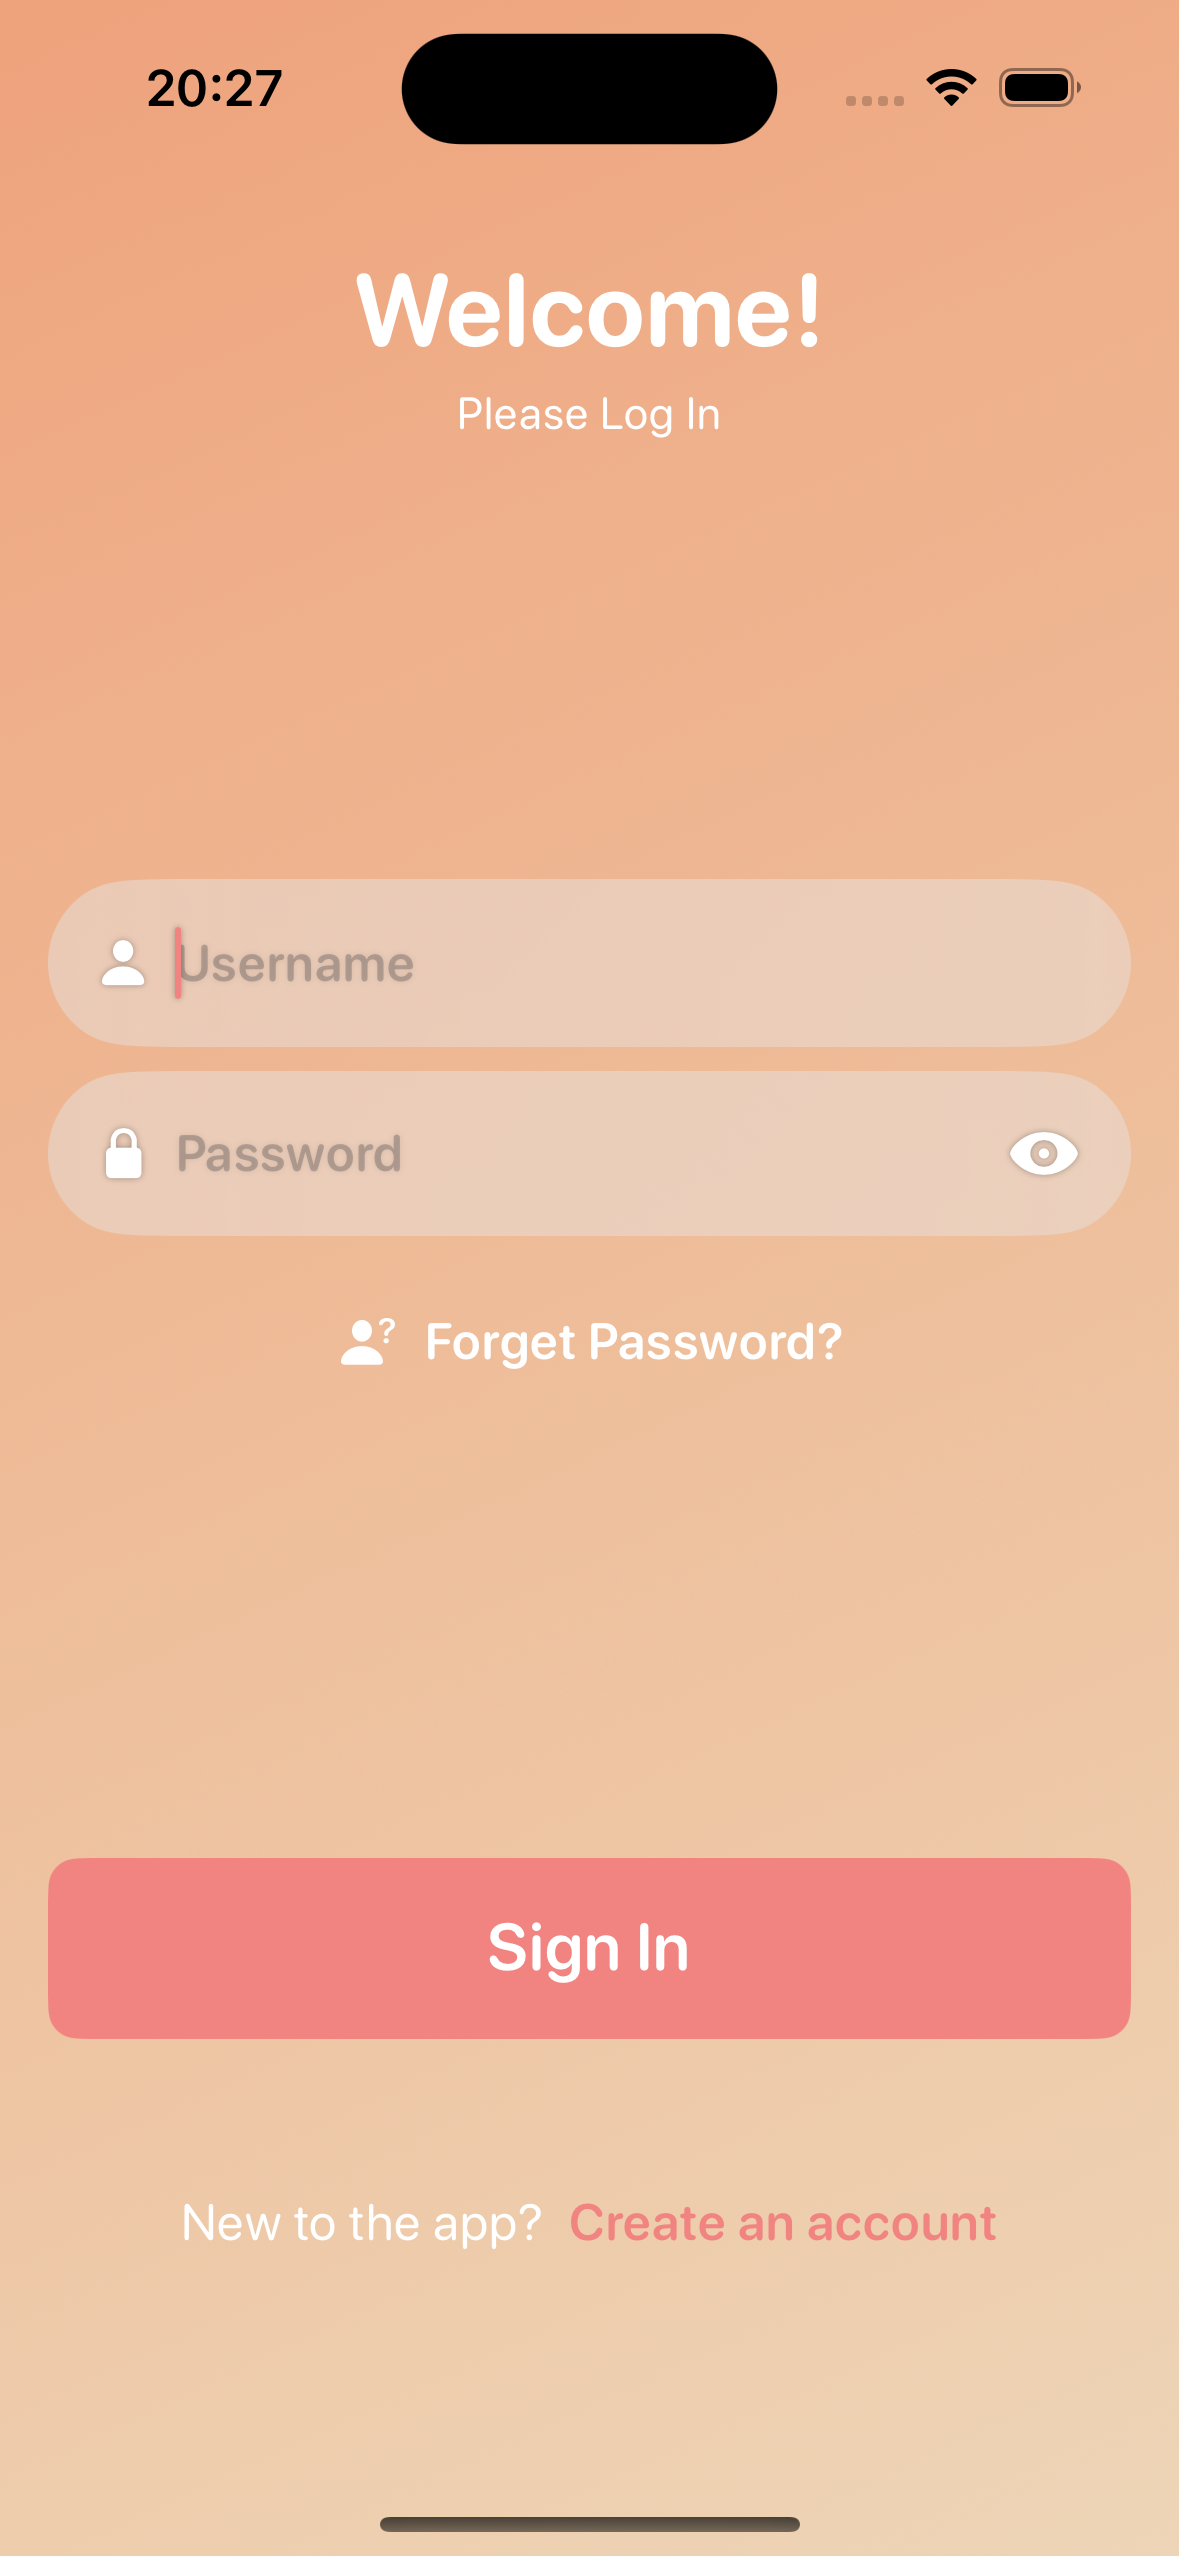 20:27
Welcome!
Please Log In
Username
Password
Forget Password?
Sign In
New to the app? Create an account